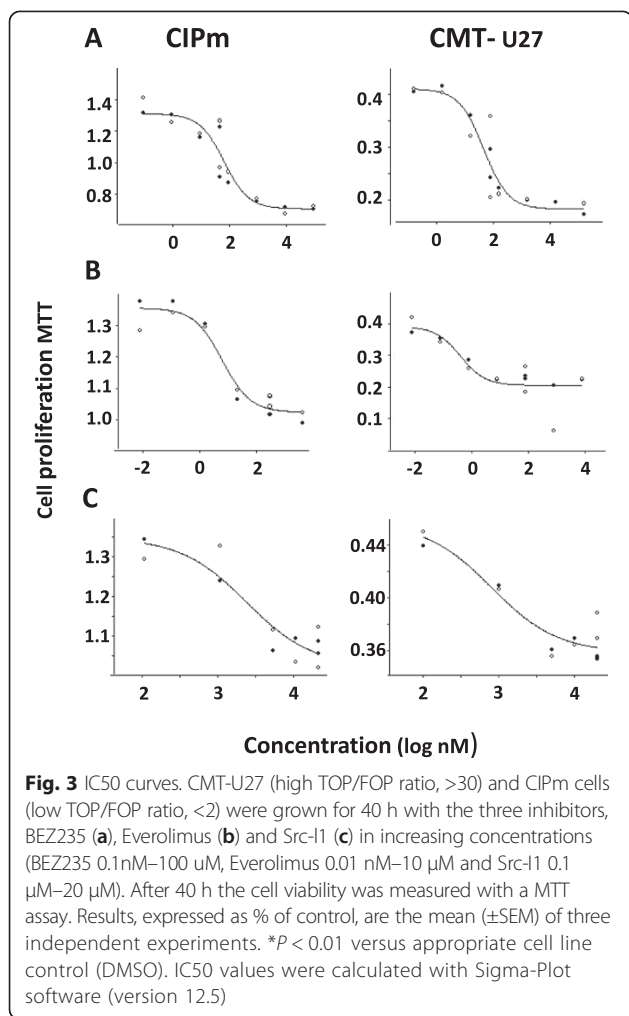 A CIPm CMT- U27
1.4
1.2
1.0
0.8
0 2 4
0.4
0.3
0.2
0 2 4
B
1.3
1.2
1.1
1.0
-2 0 2
0.4
0.3
0.2
0.1
-2 0 2 4
Cell proliferation MTT
C
1.3
1.2
1.1
2 3 4
0.44
0.40
0.36
2 3 4
Concentration (log nM)
Fig. 3 IC50 curves. CMT-U27 (high TOP/FOP ratio, >30) and CIPm cells
(low TOP/FOP ratio, <2) were grown for 40 h with the three inhibitors,
BEZ235 (a), Everolimus (b) and Src-I1 (c) in increasing concentrations
(BEZ235 0.1nM–100 uM, Everolimus 0.01 nM–10 μM and Src-I1 0.1
μM–20 μM). After 40 h the cell viability was measured with a MTT
assay. Results, expressed as % of control, are the mean (±SEM) of three
independent experiments. *P < 0.01 versus appropriate cell line
control (DMSO). IC50 values were calculated with Sigma-Plot
software (version 12.5)